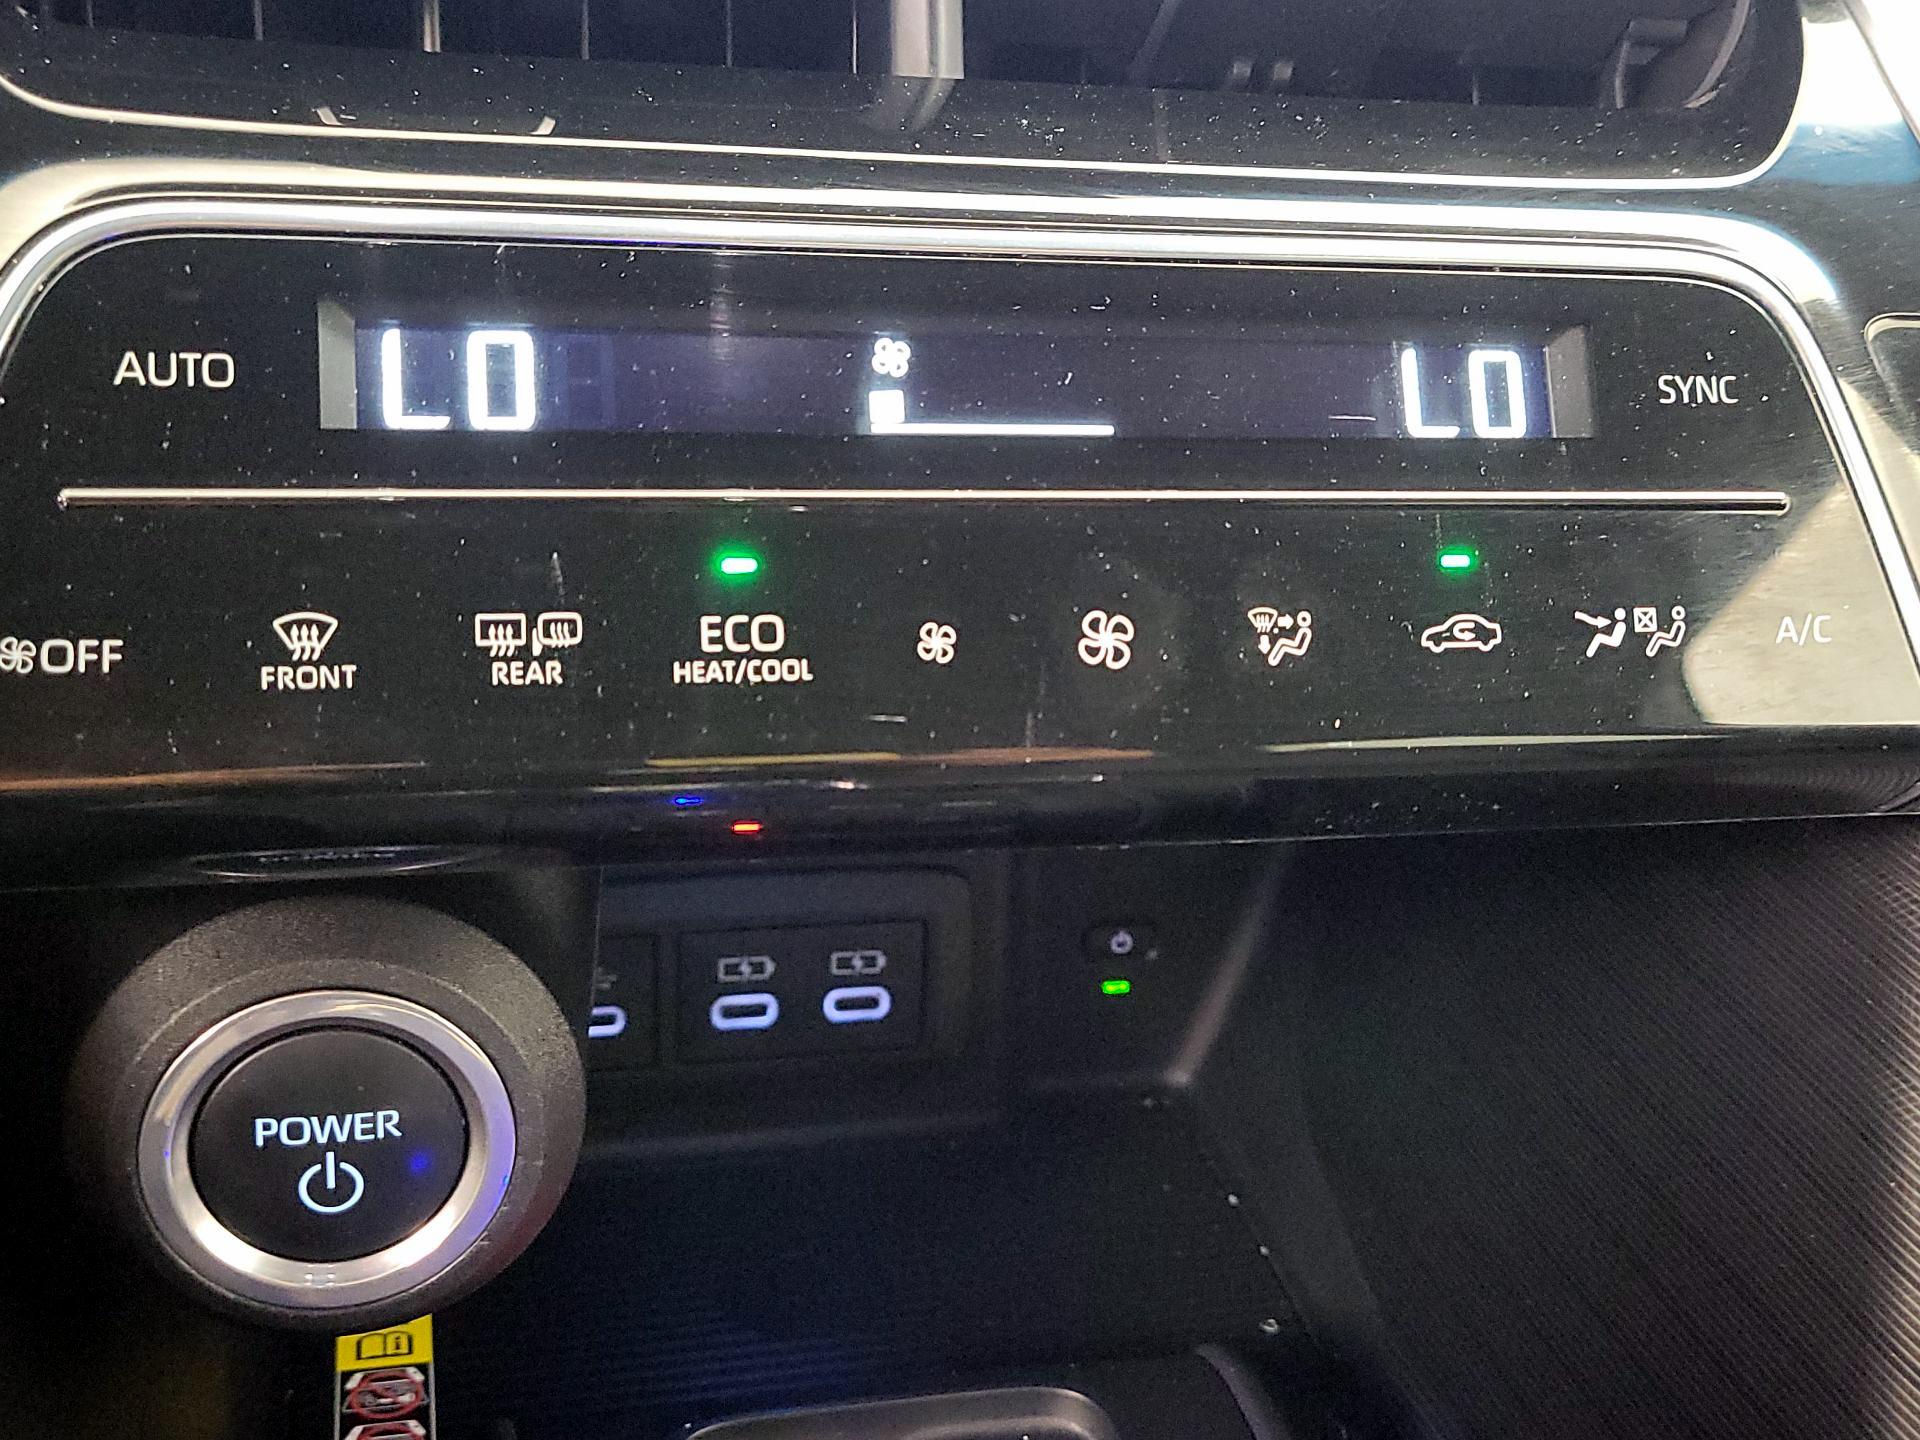 AUTO LO LO SYNC
OFF FRONT REAR ECO HEAT/COOL A/C
POWER